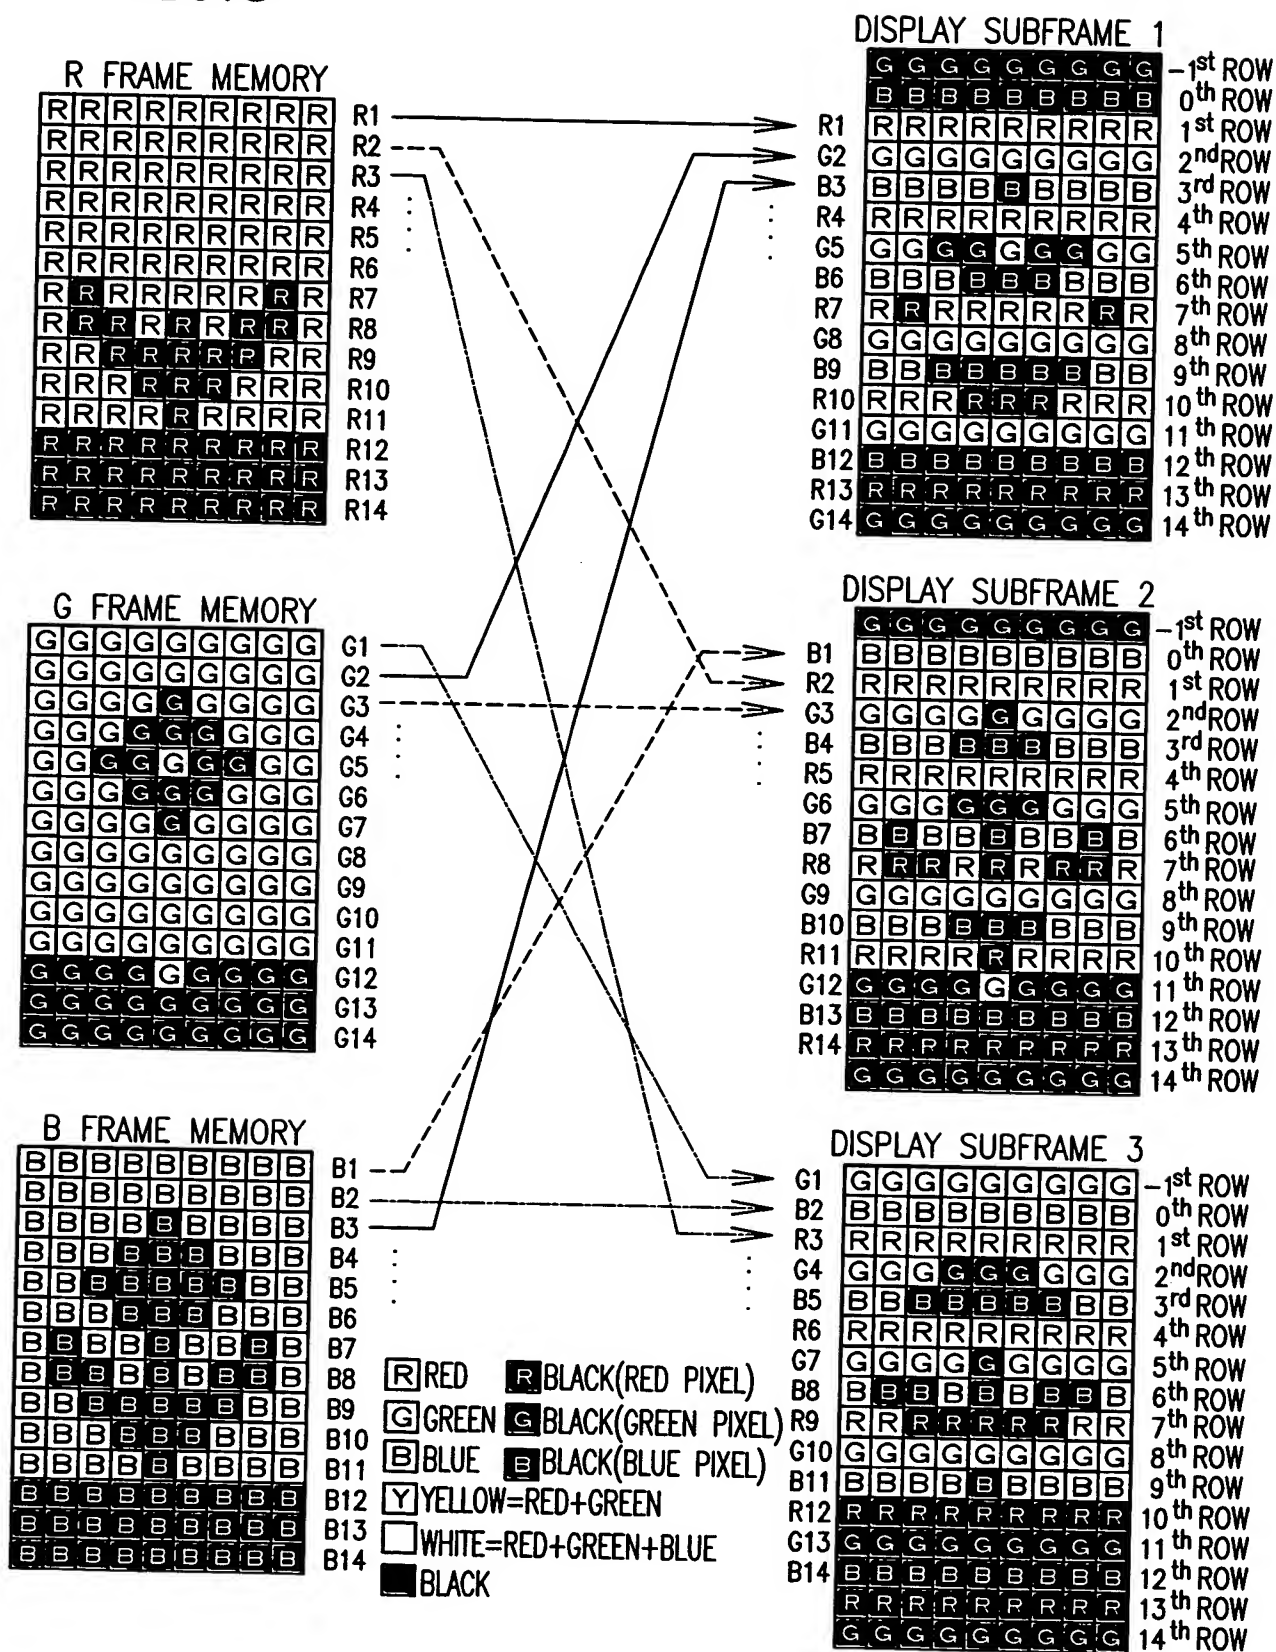 R FRAME MEMORY
R R R R R R R R R R1
R R R R R R R R R R2
R R R R R R R R R R3
R R R R R R R R R R4
R R R R R R R R R R5
R R R R R R R R R R6
R R R R R R R R R R7
R R R R R R R R R R8
R R R R R R R R R R9
R R R R R R R R R R10
R R R R R R R R R R11
R R R R R R R R R R12
R R R R R R R R R R13
R R R R R R R R R R14
G FRAME MEMORY
G G G G G G G G G G1
G G G G G G G G G G2
G G G G G G G G G G3
G G G G G G G G G G4
G G G G G G G G G G5
G G G G G G G G G G6
G G G G G G G G G G7
G G G G G G G G G G8
G G G G G G G G G G9
G G G G G G G G G G10
G G G G G G G G G G11
G G G G G G G G G G12
G G G G G G G G G G13
G G G G G G G G G G14
B FRAME MEMORY
B B B B B B B B B B1
B B B B B B B B B B2
B B B B B B B B B B3
B B B B B B B B B B4
B B B B B B B B B B5
B B B B B B B B B B6
B B B B B B B B B B7
B B B B B B B B B B8
B B B B B B B B B B9
B B B B B B B B B B10
B B B B B B B B B B11
B B B B B B B B B B12
B B B B B B B B B B13
B B B B B B B B B B14
R RED R BLACK(RED PIXEL)
G GREEN G BLACK(GREEN PIXEL)
B BLUE B BLACK(BLUE PIXEL)
Y YELLOW=RED+GREEN
WHITE=RED+GREEN+BLUE
BLACK
DISPLAY SUBFRAME 1
G G G G G G G G G -1st ROW
B B B B B B B B B 0th ROW
R1 R R R R R R R R R 1st ROW
G2 G G G G G G G G G 2nd ROW
B3 B B B B B B B B B 3rd ROW
R4 R R R R R R R R R 4th ROW
G5 G G G G G G G G G 5th ROW
B6 B B B B B B B B B 6th ROW
R7 R R R R R R R R R 7th ROW
G8 G G G G G G G G G 8th ROW
B9 B B B B B B B B B 9th ROW
R10 R R R R R R R R R 10th ROW
G11 G G G G G G G G G 11th ROW
B12 B B B B B B B B B 12th ROW
R13 R R R R R R R R R 13th ROW
G14 G G G G G G G G G 14th ROW
DISPLAY SUBFRAME 2
G G G G G G G G G -1st ROW
B1 B B B B B B B B B 0th ROW
R2 R R R R R R R R R 1st ROW
G3 G G G G G G G G G 2nd ROW
B4 B B B B B B B B B 3rd ROW
R5 R R R R R R R R R 4th ROW
G6 G G G G G G G G G 5th ROW
B7 B B B B B B B B B 6th ROW
R8 R R R R R R R R R 7th ROW
G9 G G G G G G G G G 8th ROW
B10 B B B B B B B B B 9th ROW
R11 R R R R R R R R R 10th ROW
G12 G G G G G G G G G 11th ROW
B13 B B B B B B B B B 12th ROW
R14 R R R R R R R R R 13th ROW
G G G G G G G G G 14th ROW
DISPLAY SUBFRAME 3
G1 G G G G G G G G G -1st ROW
B2 B B B B B B B B B 0th ROW
R3 R R R R R R R R R 1st ROW
G4 G G G G G G G G G 2nd ROW
B5 B B B B B B B B B 3rd ROW
R6 R R R R R R R R R 4th ROW
G7 G G G G G G G G G 5th ROW
B8 B B B B B B B B B 6th ROW
R9 R R R R R R R R R 7th ROW
G10 G G G G G G G G G 8th ROW
B11 B B B B B B B B B 9th ROW
R12 R R R R R R R R R 10th ROW
G13 G G G G G G G G G 11th ROW
B14 B B B B B B B B B 12th ROW
R R R R R R R R R 13th ROW
G G G G G G G G G 14th ROW